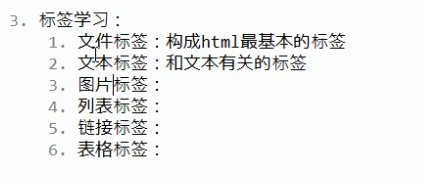 3. 标签学习：
1. 文件标签：构成html最基本的标签
2. 文本标签：和文本有关的标签
3. 图片标签：
4. 列表标签：
5. 链接标签：
6. 表格标签：